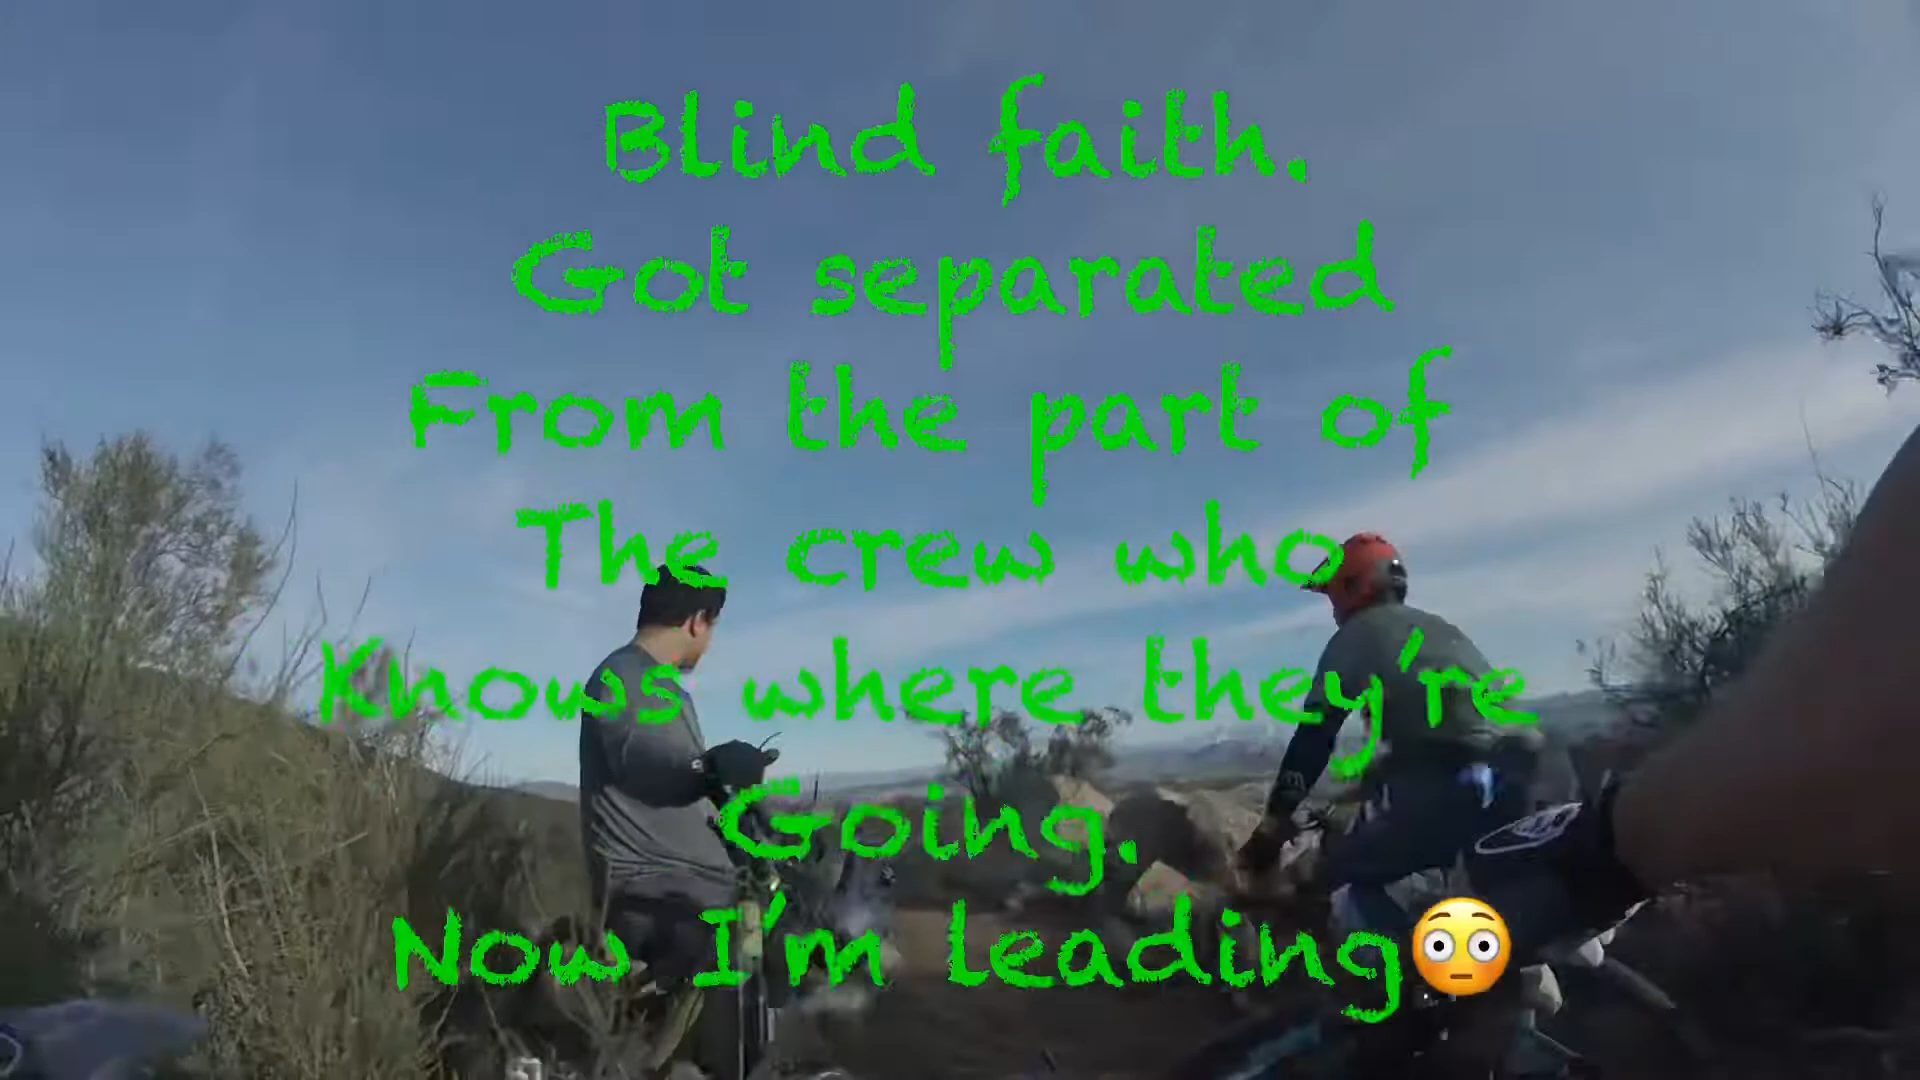 Blind faith.
Got separated
From the part of
The crew who
Knows where they're
Going.
Now I'm leading😳